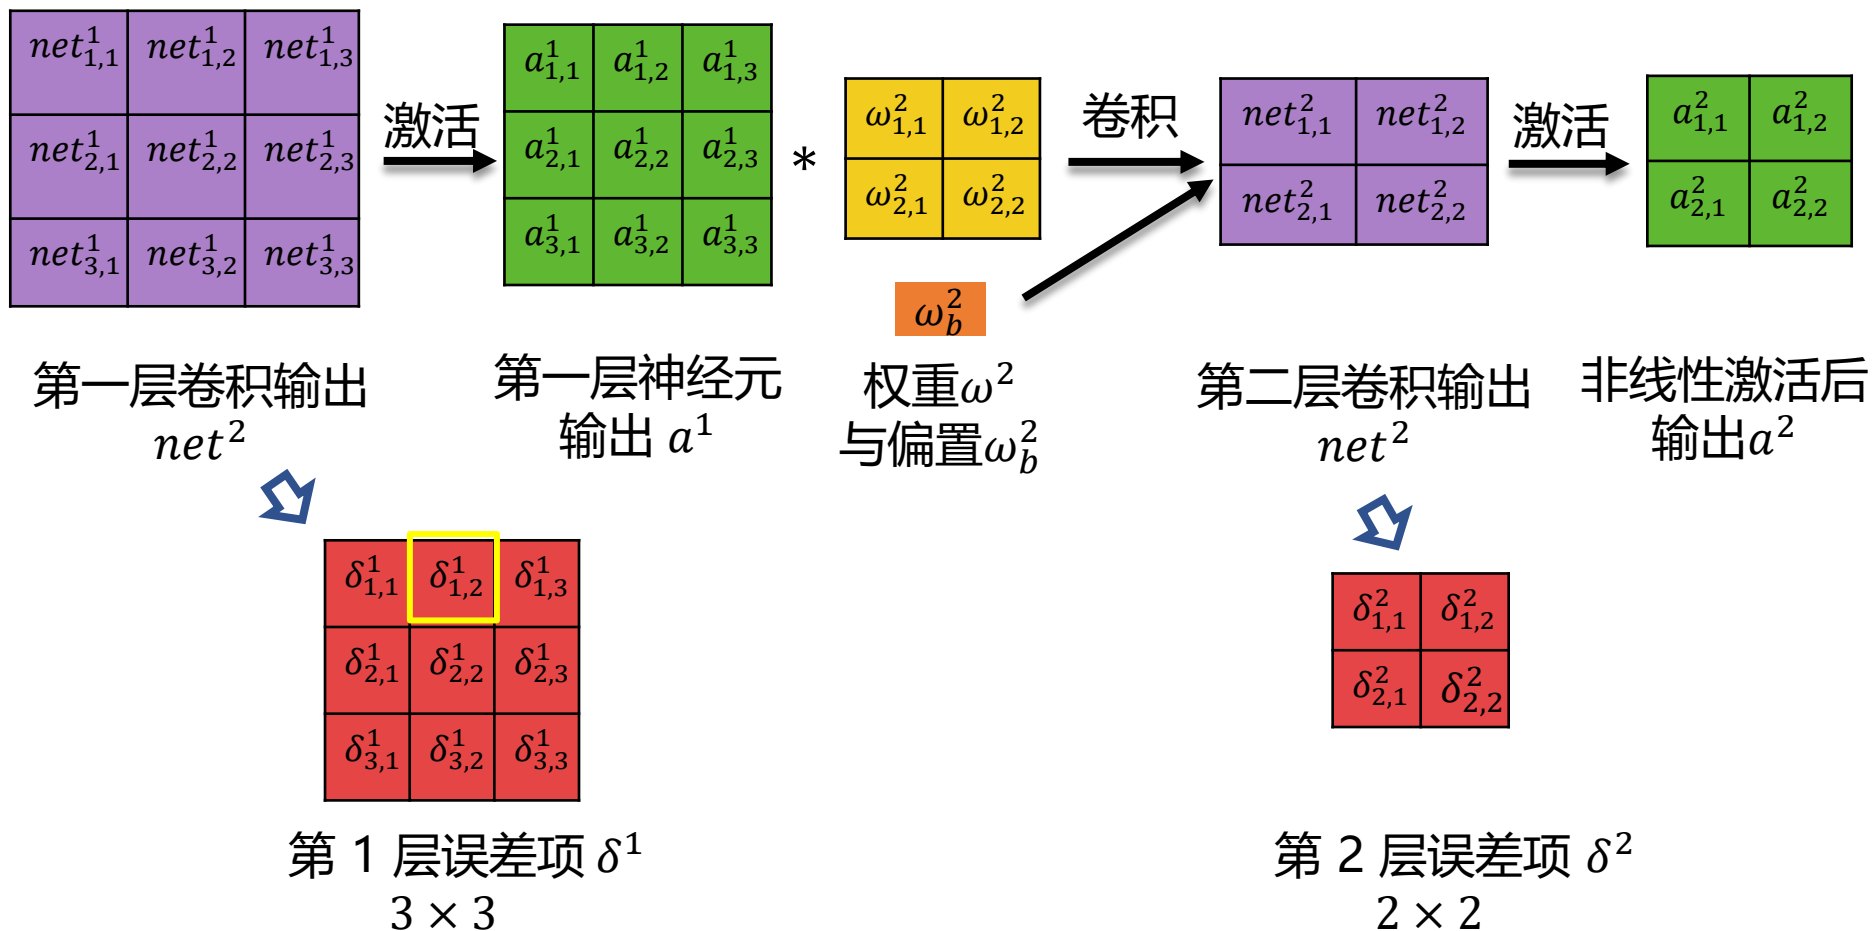 net¹₁,₁ net¹₁,₂ net¹₁,₃
net¹₂,₁ net¹₂,₂ net¹₂,₃
net¹₃,₁ net¹₃,₂ net¹₃,₃
激活
a¹₁,₁ a¹₁,₂ a¹₁,₃
a¹₂,₁ a¹₂,₂ a¹₂,₃
a¹₃,₁ a¹₃,₂ a¹₃,₃
*
ω²₁,₁ ω²₁,₂
ω²₂,₁ ω²₂,₂
ω²_b
卷积
net²₁,₁ net²₁,₂
net²₂,₁ net²₂,₂
激活
a²₁,₁ a²₁,₂
a²₂,₁ a²₂,₂
第一层卷积输出
net²
第一层神经元
输出 a¹
权重ω²
与偏置ω²_b
第二层卷积输出
net²
非线性激活后
输出a²
δ¹₁,₁ δ¹₁,₂ δ¹₁,₃
δ¹₂,₁ δ¹₂,₂ δ¹₂,₃
δ¹₃,₁ δ¹₃,₂ δ¹₃,₃
第 1 层误差项 δ¹
3 × 3
δ²₁,₁ δ²₁,₂
δ²₂,₁ δ²₂,₂
第 2 层误差项 δ²
2 × 2